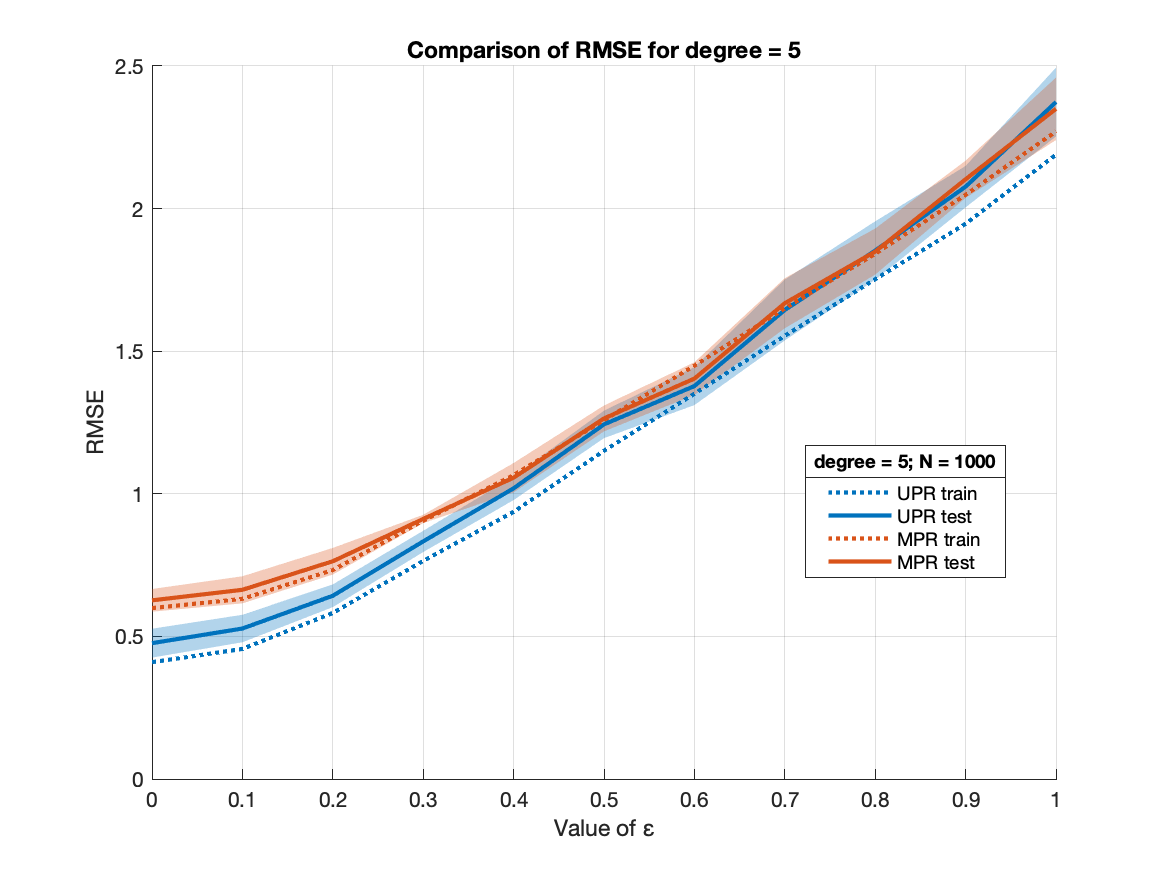 Comparison of RMSE for degree = 5
2.5
2
1.5
1
0.5
0
RMSE
degree = 5; N = 1000
UPR train
UPR test
MPR train
MPR test
0 0.1 0.2 0.3 0.4 0.5 0.6 0.7 0.8 0.9 1
Value of ε